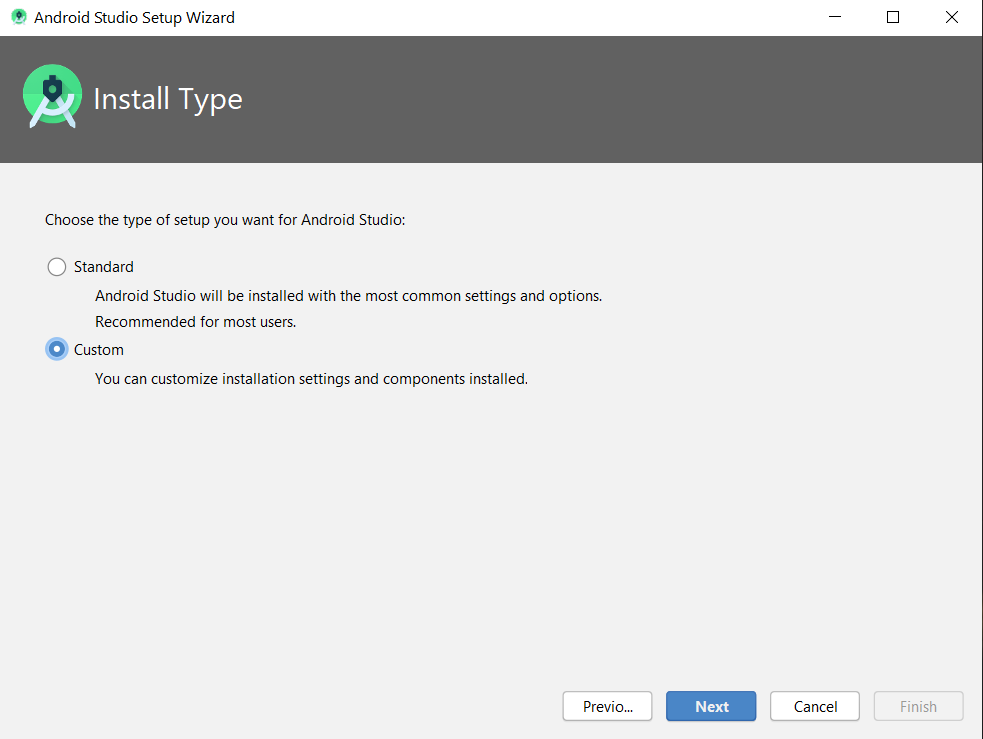 Android Studio Setup Wizard
Install Type
Choose the type of setup you want for Android Studio:
Standard
Android Studio will be installed with the most common settings and options.
Recommended for most users.
Custom
You can customize installation settings and components installed.
Previo... Next Cancel Finish